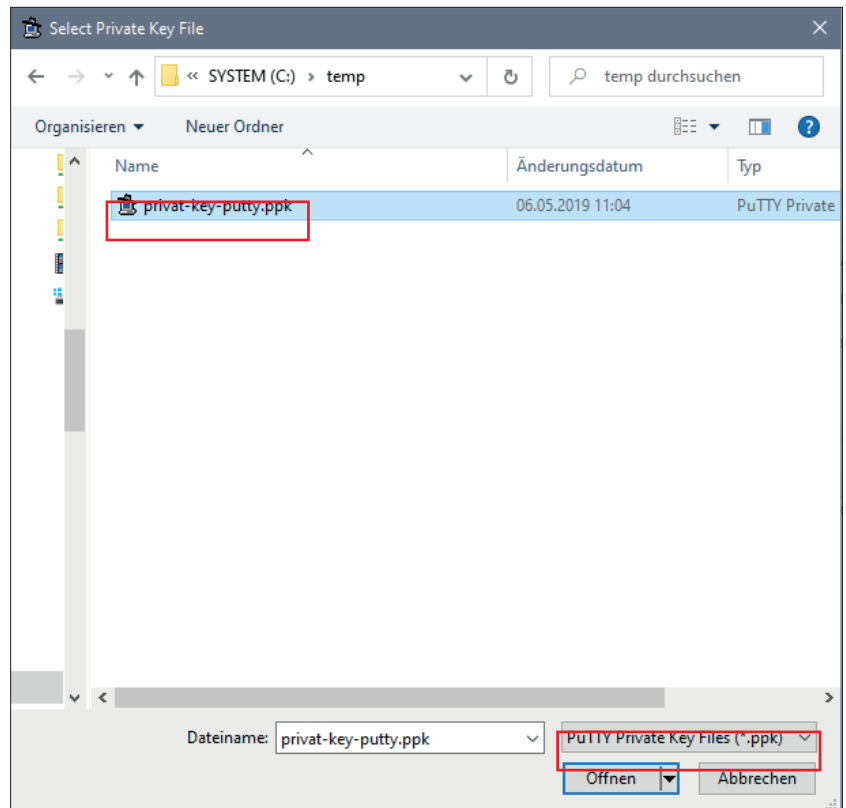 Select Private Key File
« SYSTEM (C:) › temp
temp durchsuchen
Organisieren
Neuer Ordner
Name
Änderungsdatum
Typ
privat-key-putty.ppk
06.05.2019 11:04
PuTTY Private
Dateiname:
privat-key-putty.ppk
PuTTY Private Key Files (*.ppk)
Öffnen
Abbrechen